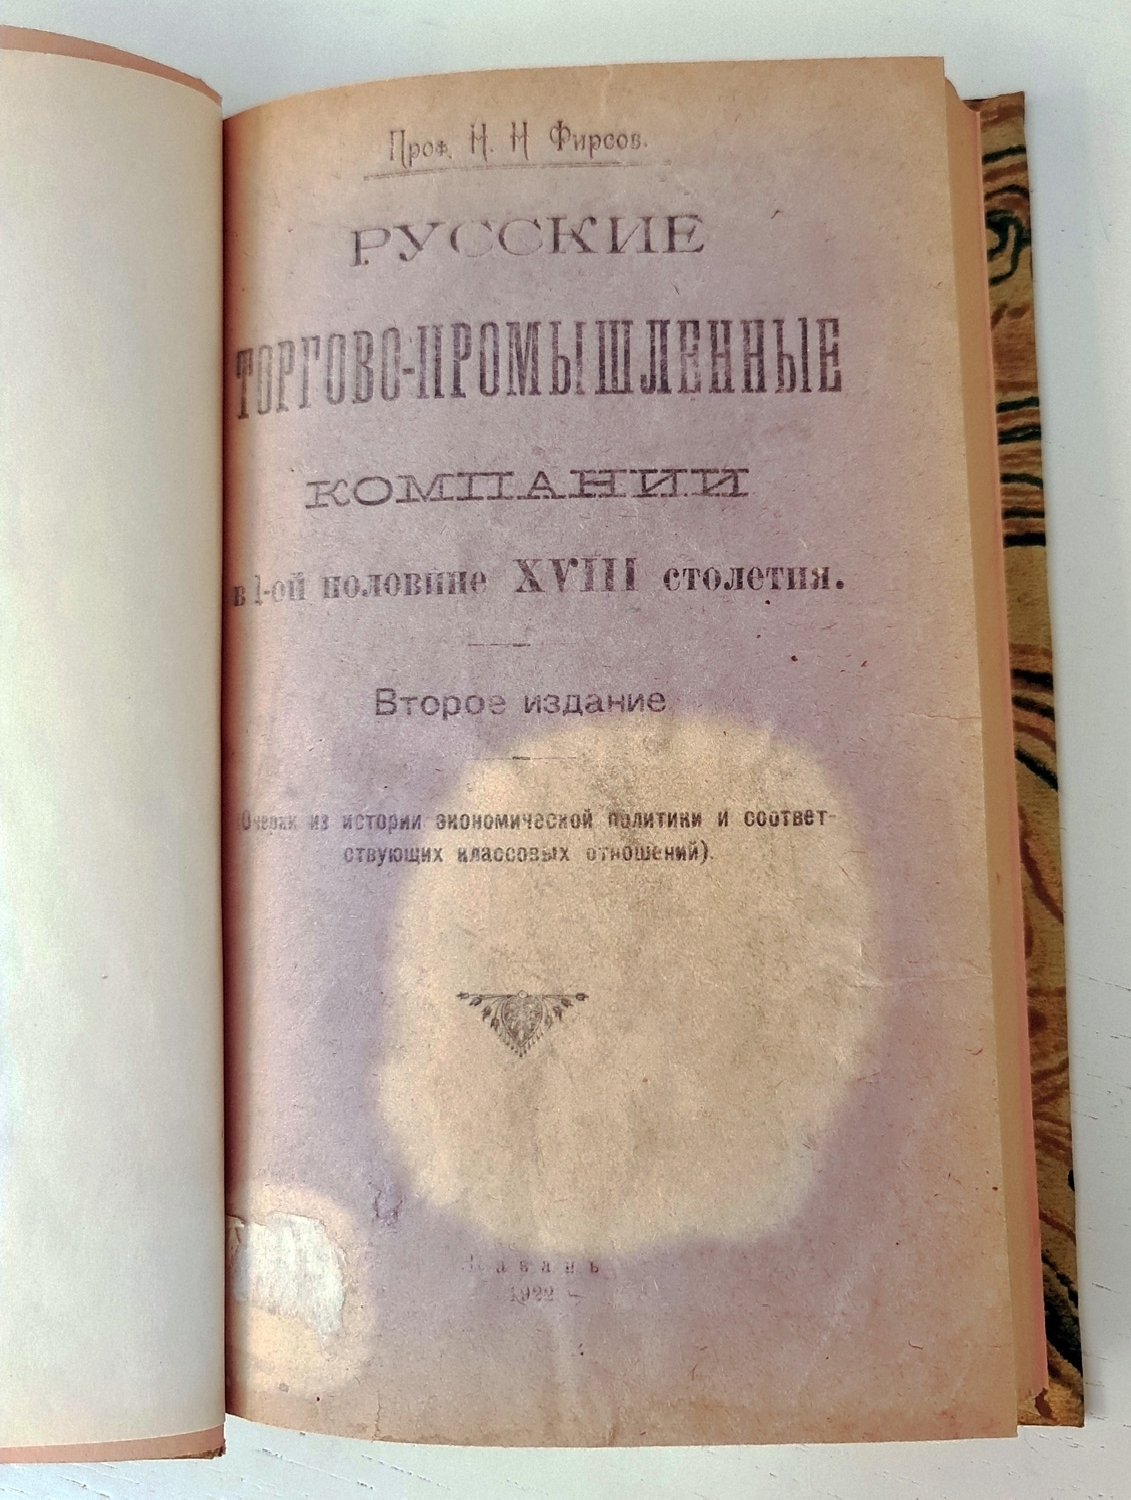 Проф. Н. Н Фирсов.
РУССКИЕ
ТОРГОВО-ПРОМЫШЛЕННЫЕ
КОМПАНИИ
в 1-ой половине XVIII столетия.
Второе издание
(Очерки из истории экономической политики и соответ-
ствующих классовых отношений).
Казань
1922